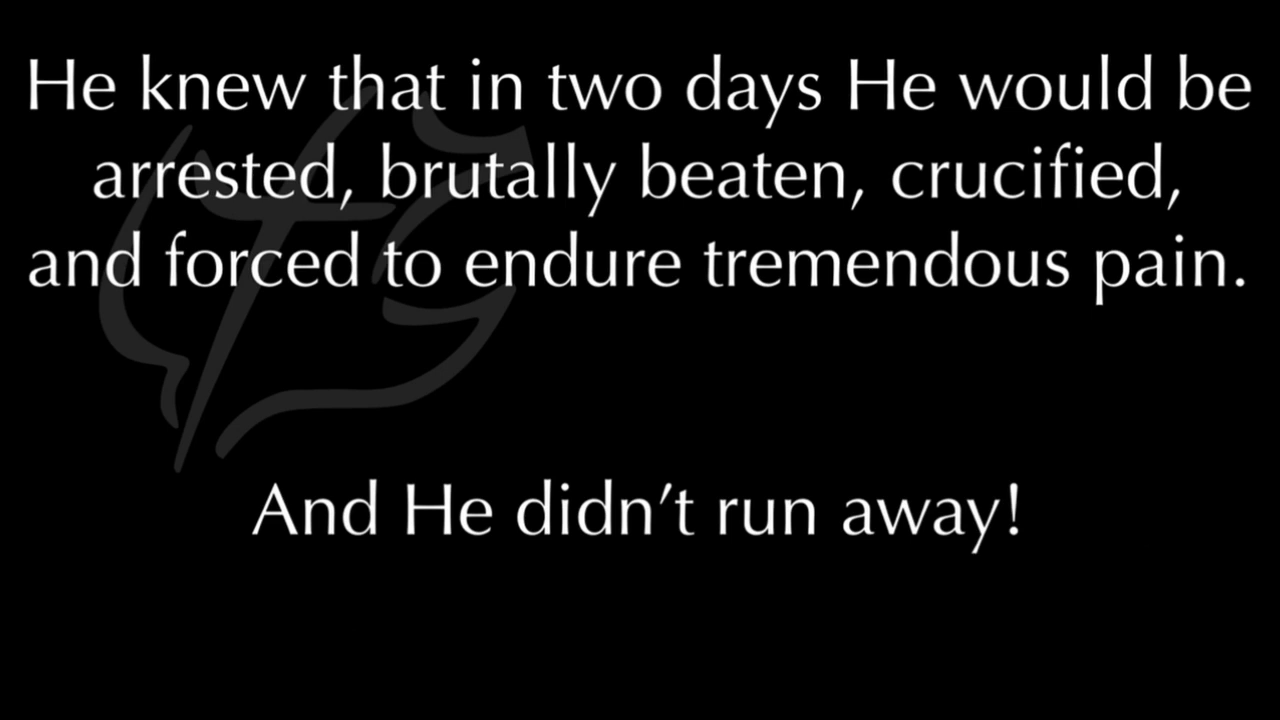 He knew that in two days He would be
arrested, brutally beaten, crucified,
and forced to endure tremendous pain.
And He didn’t run away!